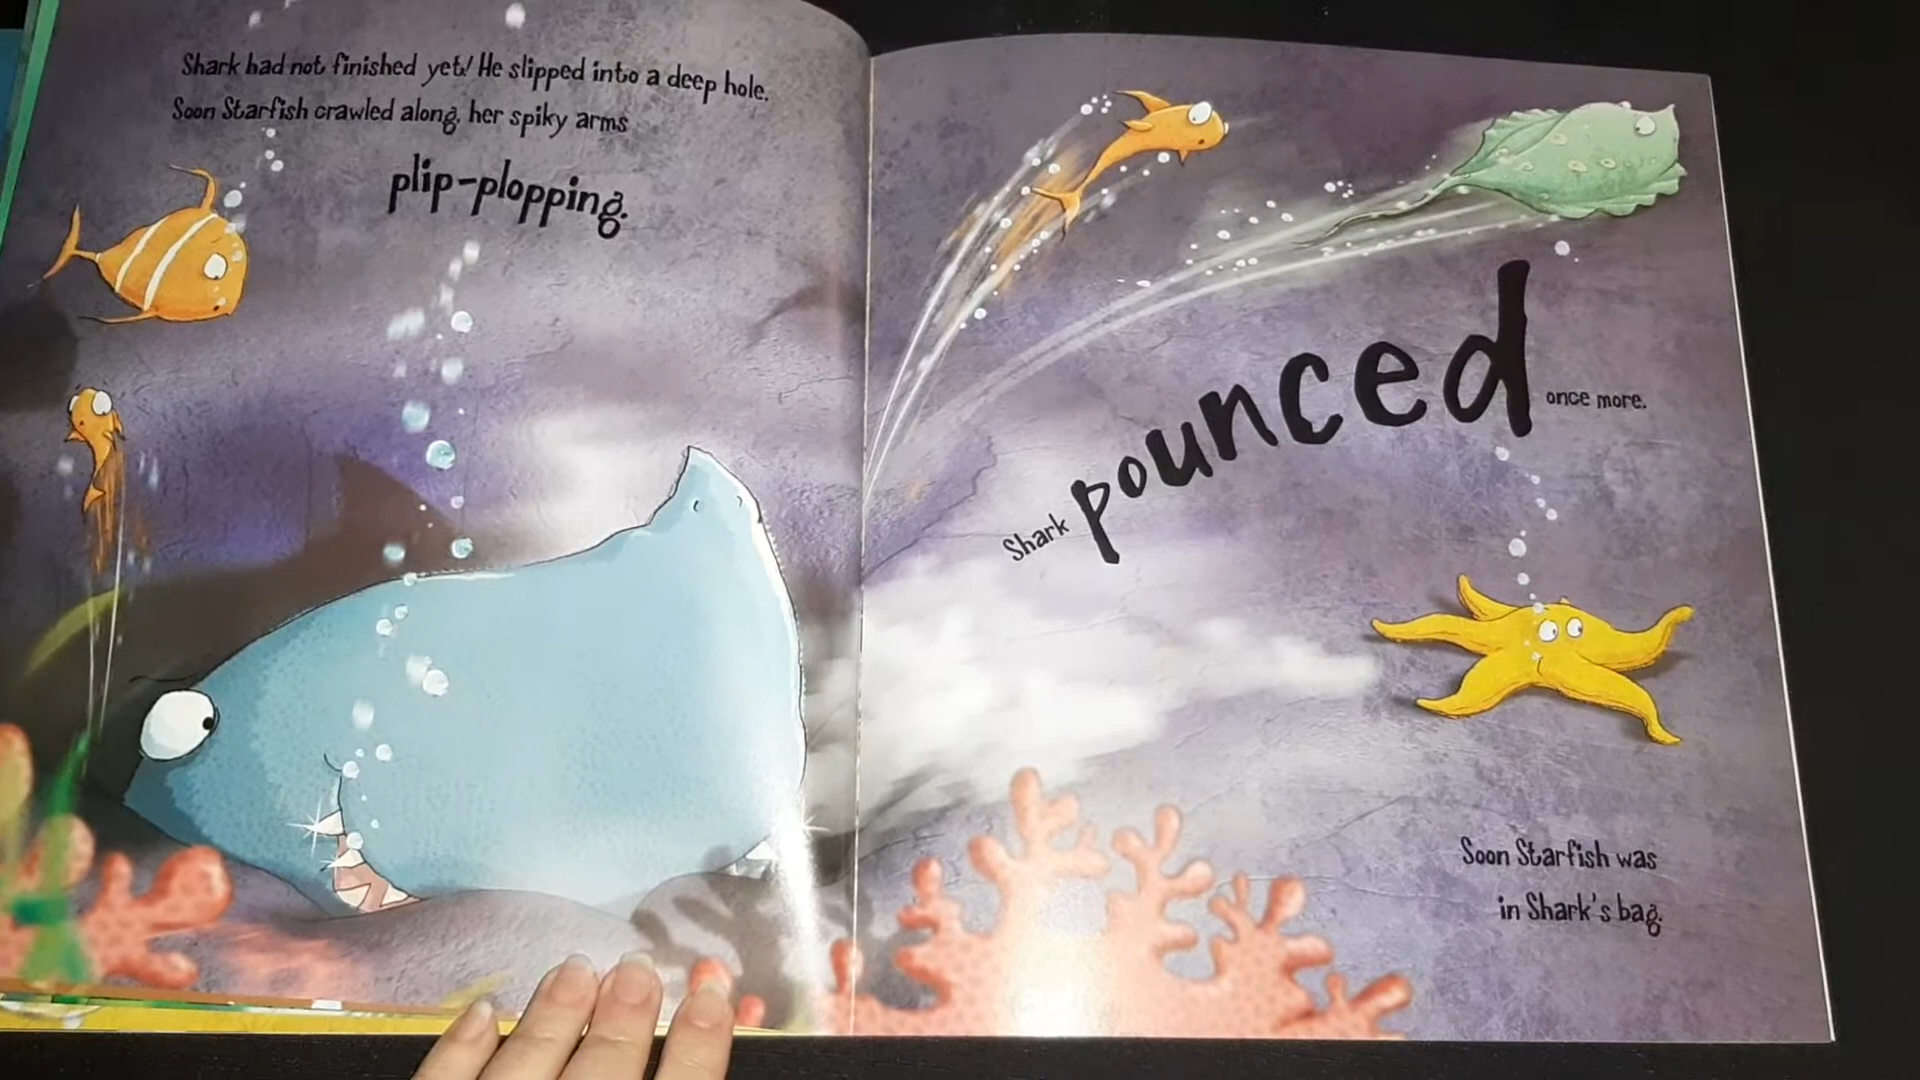 Shark had not finished yet! He slipped into a deep hole.
Soon Starfish crawled along, her spiky arms
plip-plopping.
Shark pounced once more.
Soon Starfish was
in Shark's bag.